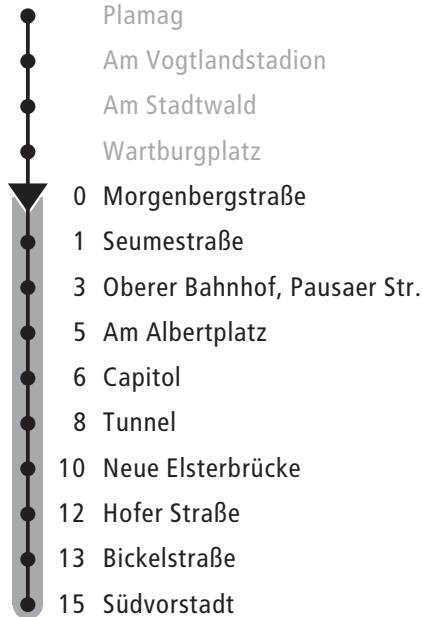 Plamag
Am Vogtlandstadion
Am Stadtwald
Wartburgplatz
0 Morgenbergstraße
1 Seumestraße
3 Oberer Bahnhof, Pausaer Str.
5 Am Albertplatz
6 Capitol
8 Tunnel
10 Neue Elsterbrücke
12 Hofer Straße
13 Bickelstraße
15 Südvorstadt